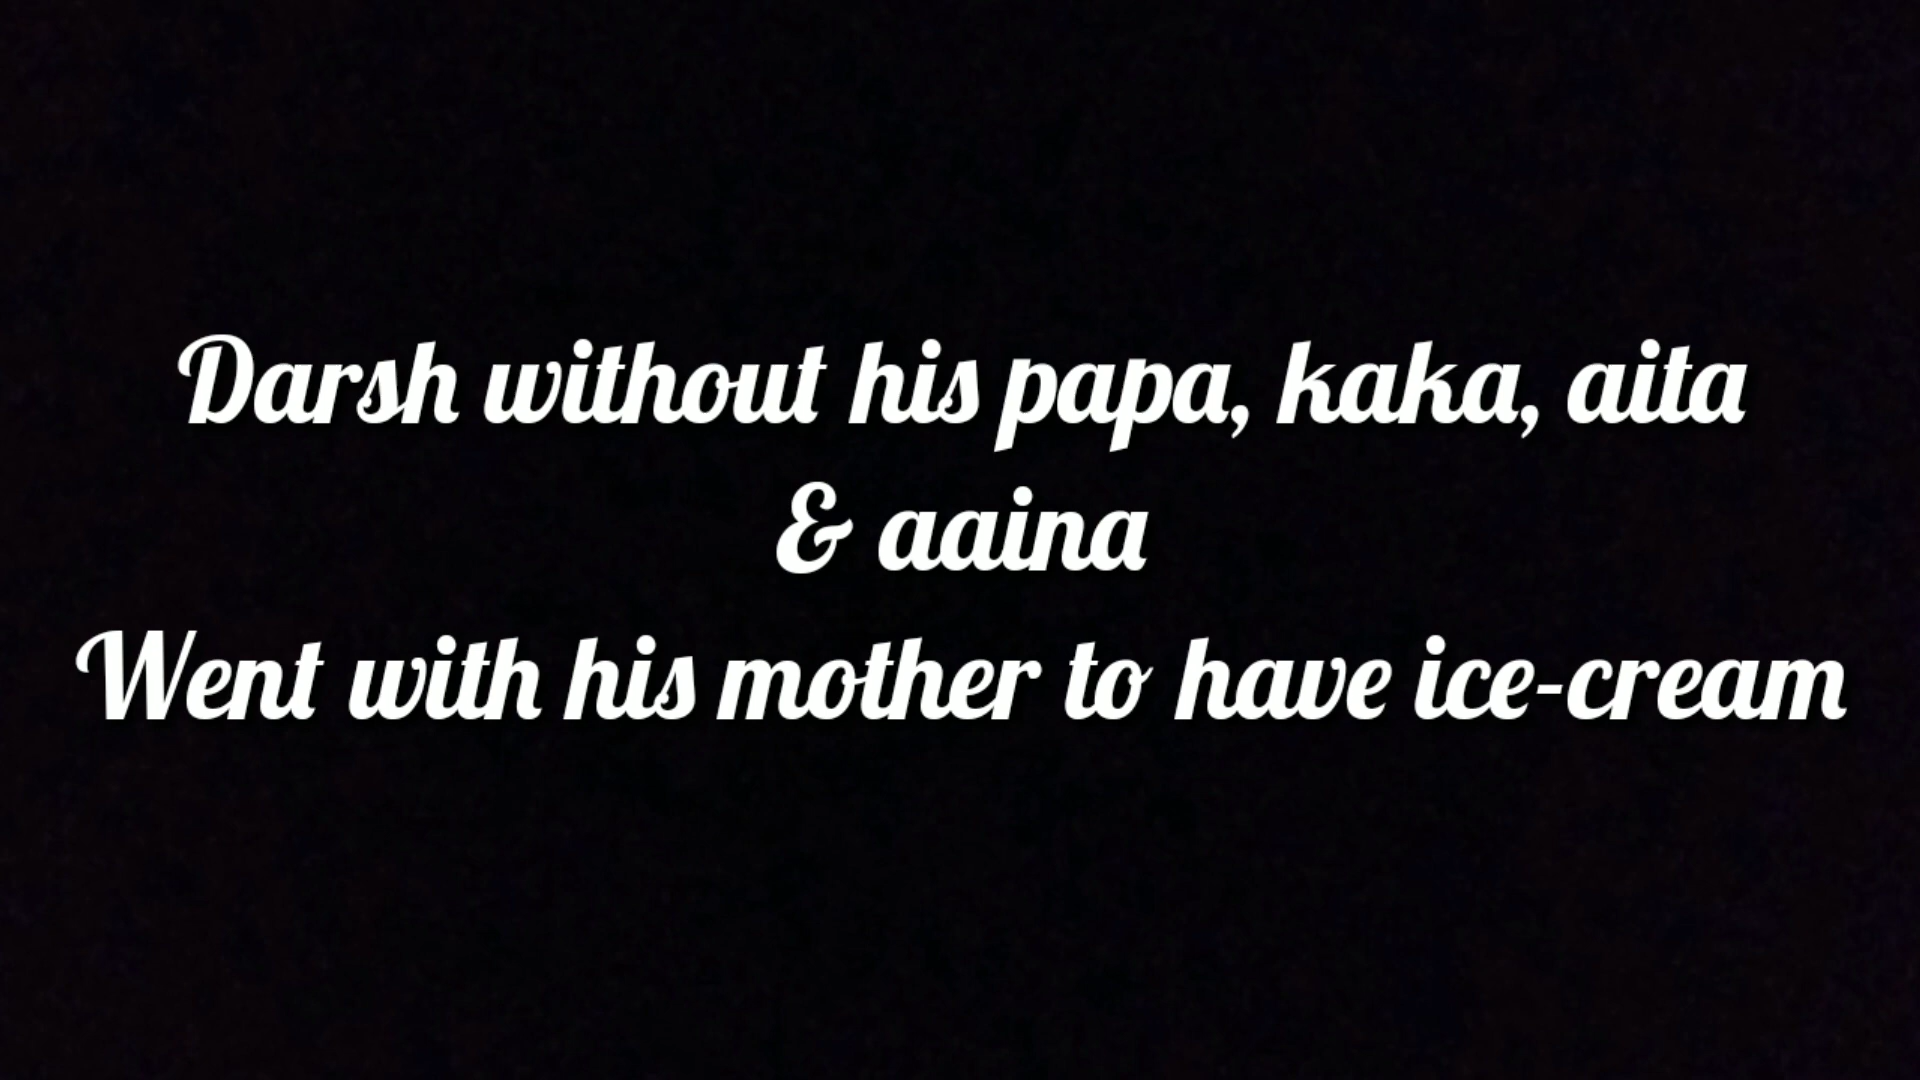 Darsh without his papa, kaka, aita
& aaina
Went with his mother to have ice-cream